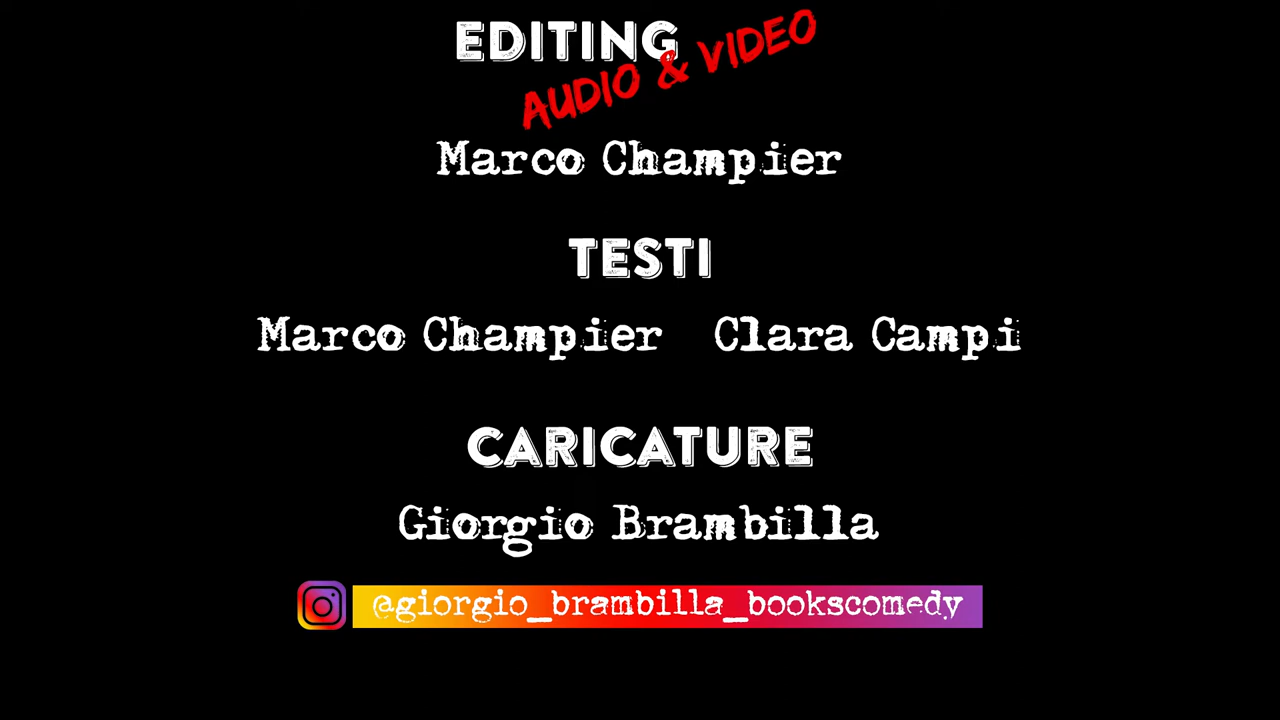 EDITING
AUDIO & VIDEO
Marco Champier
TESTI
Marco Champier Clara Campi
CARICATURE
Giorgio Brambilla
@giorgio_brambilla_bookscomedy